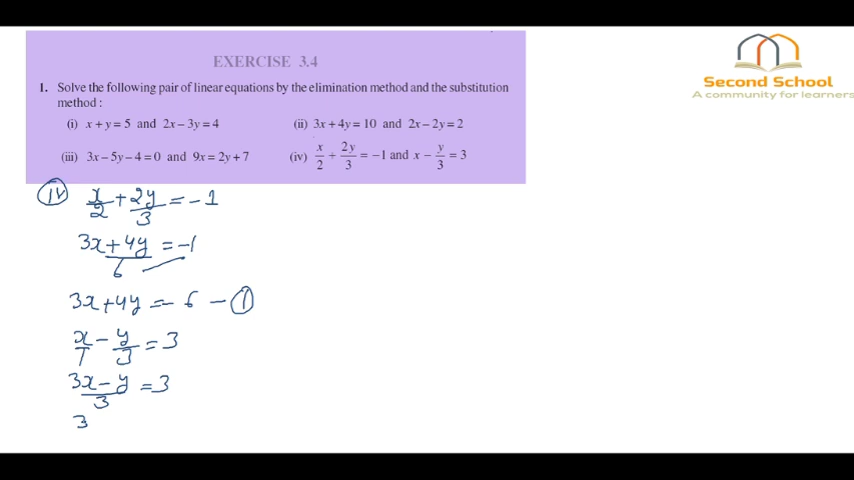 EXERCISE 3.4
1. Solve the following pair of linear equations by the elimination method and the substitution
method :
(i) x + y = 5 and 2x – 3y = 4
(ii) 3x + 4y = 10 and 2x – 2y = 2
(iii) 3x – 5y – 4 = 0 and 9x = 2y + 7
(iv) x/2 + 2y/3 = –1 and x – y/3 = 3
Second School
A community for learners
(iv) x/2 + 2y/3 = -1
3x+4y/6 = -1
3x+4y = -6 - (1)
x/1 - y/3 = 3
3x-y/3 = 3
3